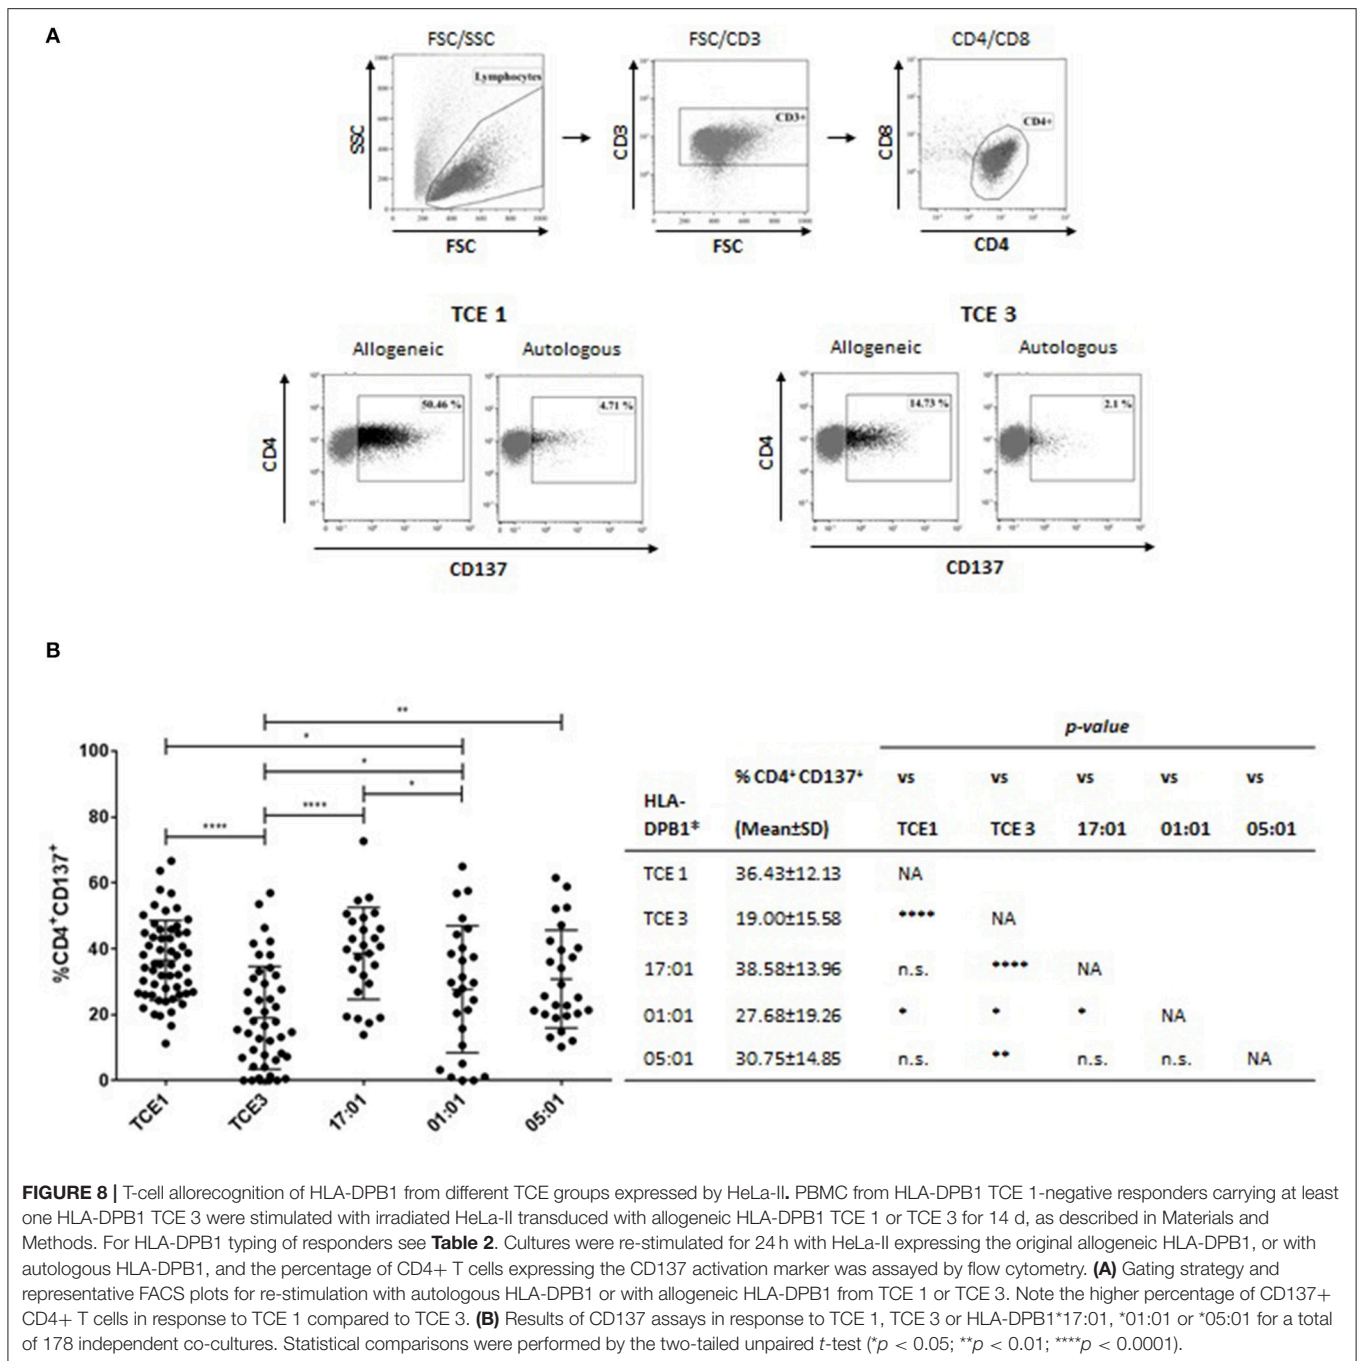 A
FSC/SSC
FSC/CD3
CD4/CD8
Lymphocytes
CD3+
CD4+
SSC
CD3
CD8
FSC
FSC
CD4
TCE 1
TCE 3
Allogeneic
Autologous
Allogeneic
Autologous
50.46 %
4.71 %
14.73 %
2.1 %
CD4
CD4
CD137
CD137
B
%CD4+CD137+
100
80
60
40
20
0
**
*
*
*
****
****
TCE1
TCE3
17:01
01:01
05:01
p-value
% CD4+ CD137+ vs vs vs vs vs
HLA-
DPB1* (Mean±SD) TCE1 TCE 3 17:01 01:01 05:01
TCE 1 36.43±12.13 NA
TCE 3 19.00±15.58 **** NA
17:01 38.58±13.96 n.s. **** NA
01:01 27.68±19.26 * * * NA
05:01 30.75±14.85 n.s. ** n.s. n.s. NA
FIGURE 8 | T-cell allorecognition of HLA-DPB1 from different TCE groups expressed by HeLa-II. PBMC from HLA-DPB1 TCE 1-negative responders carrying at least
one HLA-DPB1 TCE 3 were stimulated with irradiated HeLa-II transduced with allogeneic HLA-DPB1 TCE 1 or TCE 3 for 14 d, as described in Materials and
Methods. For HLA-DPB1 typing of responders see Table 2. Cultures were re-stimulated for 24 h with HeLa-II expressing the original allogeneic HLA-DPB1, or with
autologous HLA-DPB1, and the percentage of CD4+ T cells expressing the CD137 activation marker was assayed by flow cytometry. (A) Gating strategy and
representative FACS plots for re-stimulation with autologous HLA-DPB1 or with allogeneic HLA-DPB1 from TCE 1 or TCE 3. Note the higher percentage of CD137+
CD4+ T cells in response to TCE 1 compared to TCE 3. (B) Results of CD137 assays in response to TCE 1, TCE 3 or HLA-DPB1*17:01, *01:01 or *05:01 for a total
of 178 independent co-cultures. Statistical comparisons were performed by the two-tailed unpaired t-test (*p < 0.05; **p < 0.01; ****p < 0.0001).